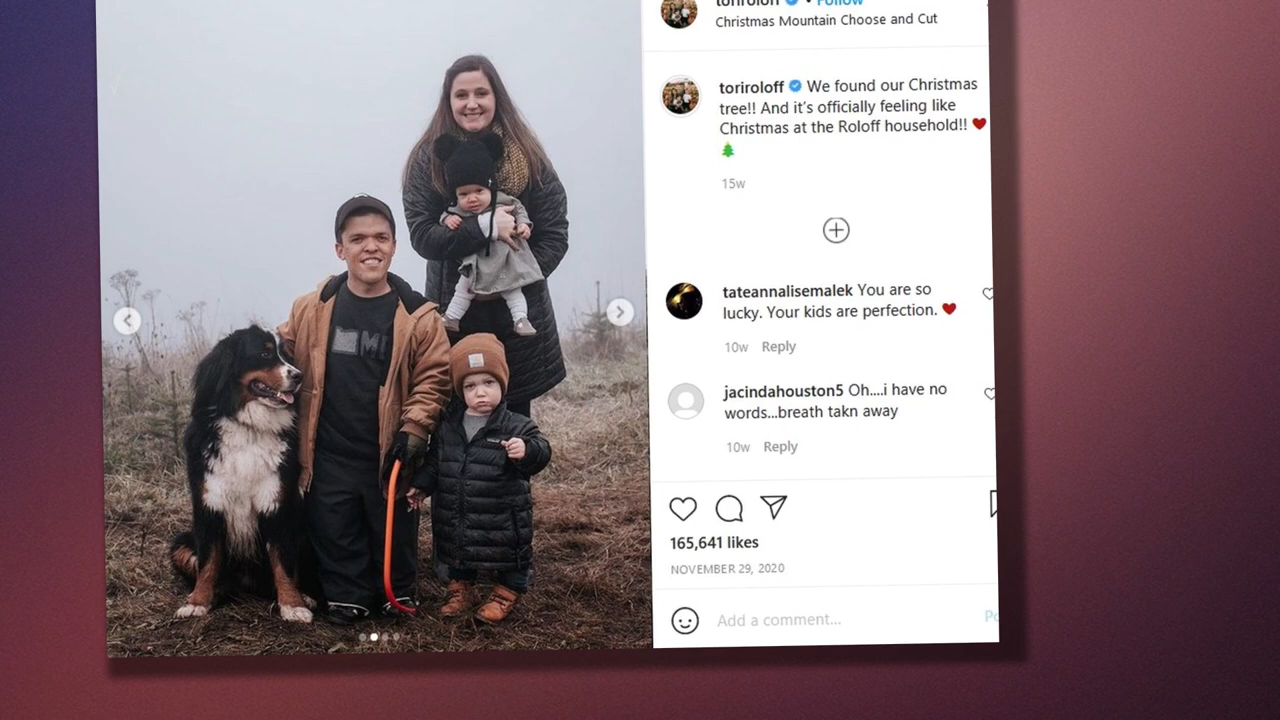 toriroloff • Follow
Christmas Mountain Choose and Cut
toriroloff We found our Christmas
tree!! And it's officially feeling like
Christmas at the Roloff household!! ❤️
🎄
15w
tateannalisemalek You are so
lucky. Your kids are perfection. ❤️
10w Reply
jacindahouston5 Oh....i have no
words...breath takn away
10w Reply
165,641 likes
NOVEMBER 29, 2020
Add a comment...